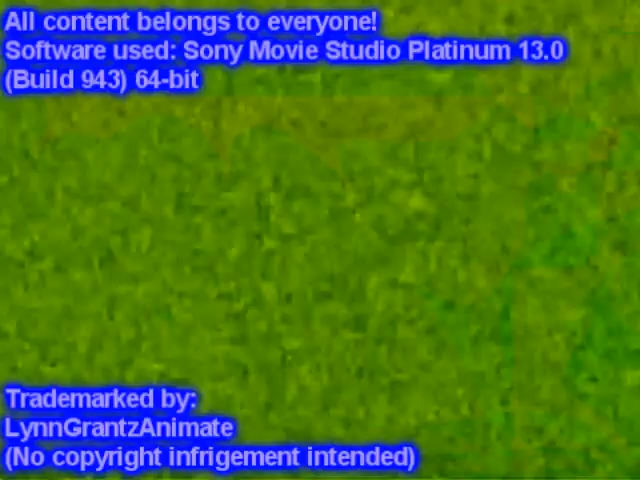 All content belongs to everyone!
Software used: Sony Movie Studio Platinum 13.0
(Build 943) 64-bit
Trademarked by:
LynnGrantzAnimate
(No copyright infrigement intended)